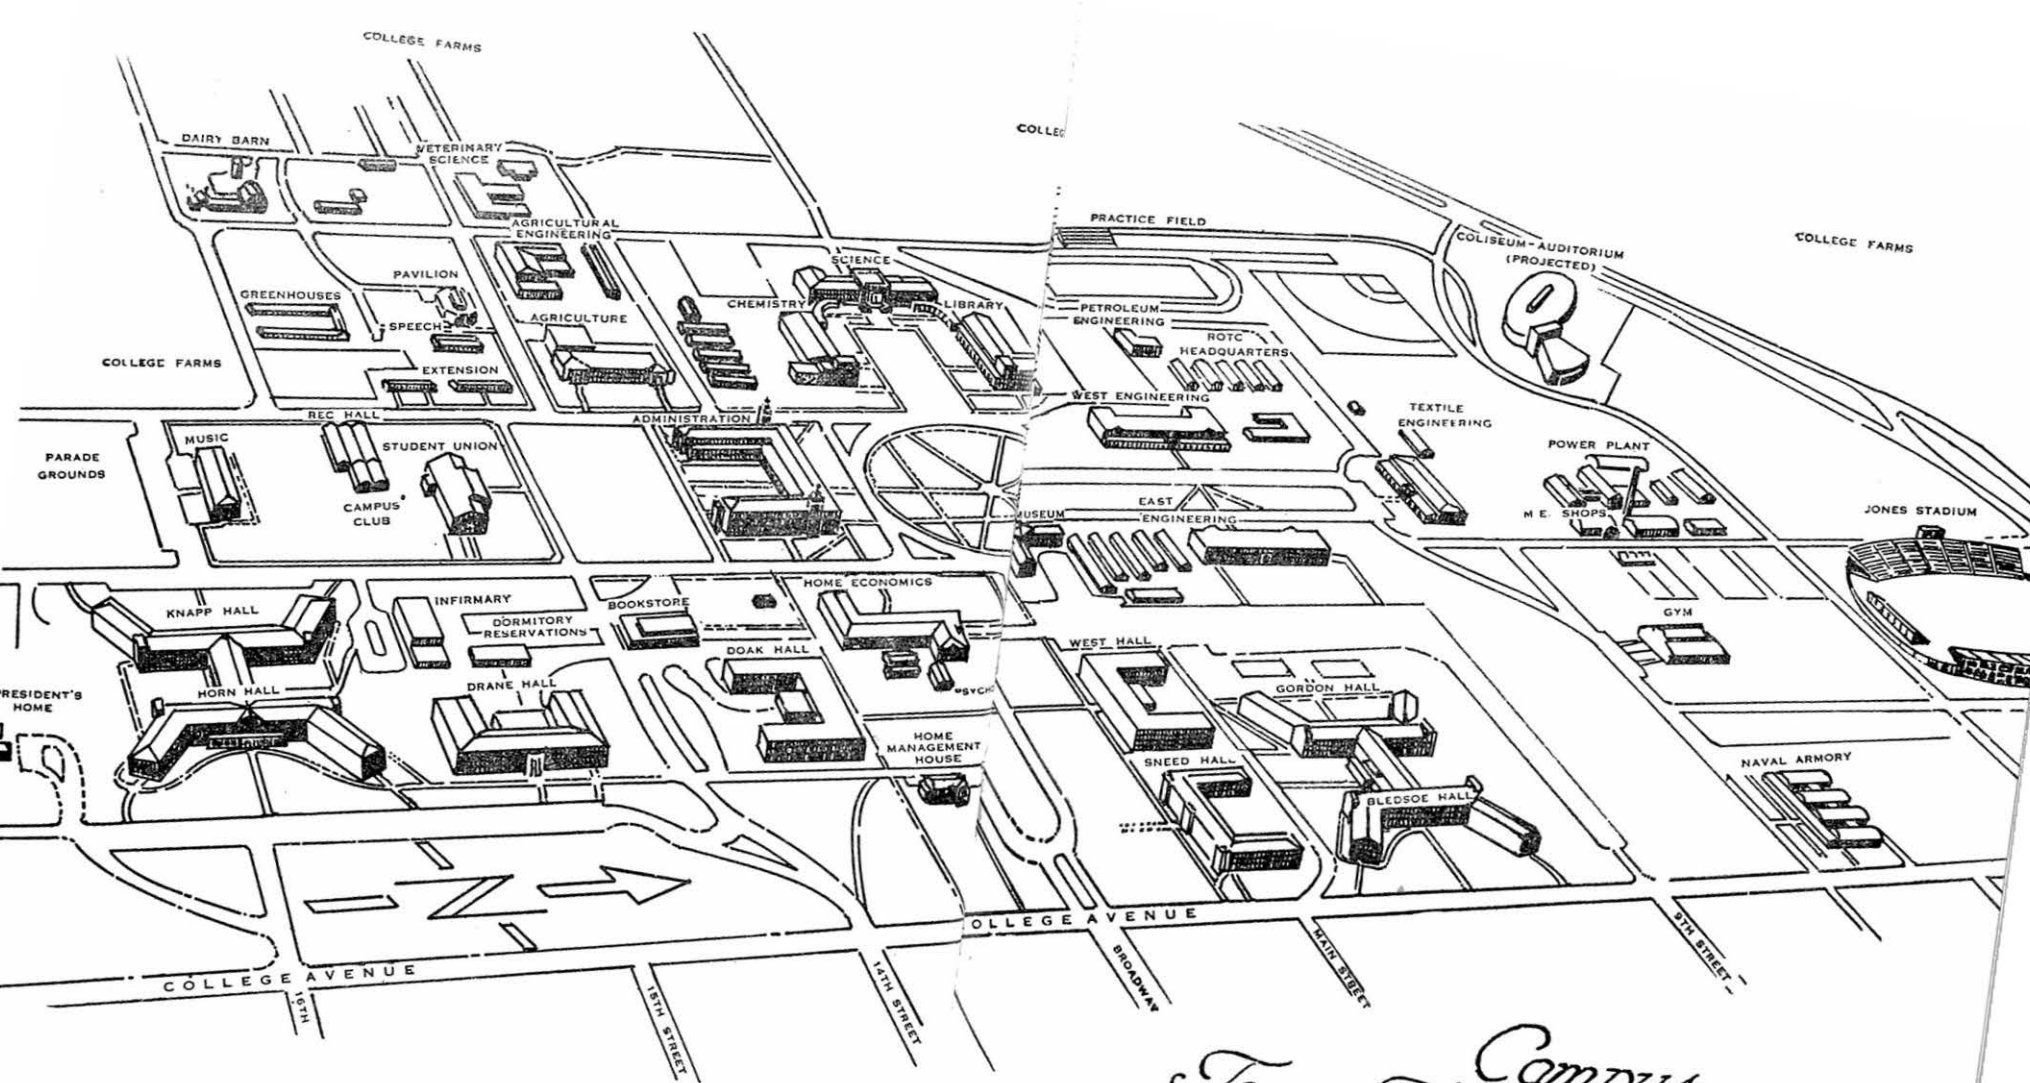 COLLEGE FARMS
COLLEG
DAIRY BARN
VETERINARY
SCIENCE
AGRICULTURAL
ENGINEERING
PRACTICE FIELD
COLISEUM-AUDITORIUM
(PROJECTED)
COLLEGE FARMS
SCIENCE
PAVILION
GREENHOUSES
CHEMISTRY
LIBRARY
PETROLEUM
ENGINEERING
AGRICULTURE
SPEECH
ROTC
HEADQUARTERS
COLLEGE FARMS
EXTENSION
WEST ENGINEERING
REC HALL
ADMINISTRATION
TEXTILE
ENGINEERING
MUSIC
STUDENT UNION
POWER PLANT
PARADE
GROUNDS
CAMPUS
CLUB
EAST
ENGINEERING
MUSEUM
M.E. SHOPS
JONES STADIUM
HOME ECONOMICS
KNAPP HALL
INFIRMARY
BOOKSTORE
DORMITORY
RESERVATIONS
GYM
DOAK HALL
WEST HALL
PRESIDENT'S
HOME
HORN HALL
DRANE HALL
PSYCH
GORDON HALL
HOME
MANAGEMENT
HOUSE
SNEED HALL
NAVAL ARMORY
BLEDSOE HALL
N
OLLEGE AVENUE
COLLEGE AVENUE
16TH
15TH STREET
14TH STREET
BROADWAY
MAIN STREET
9TH STREET
Campus